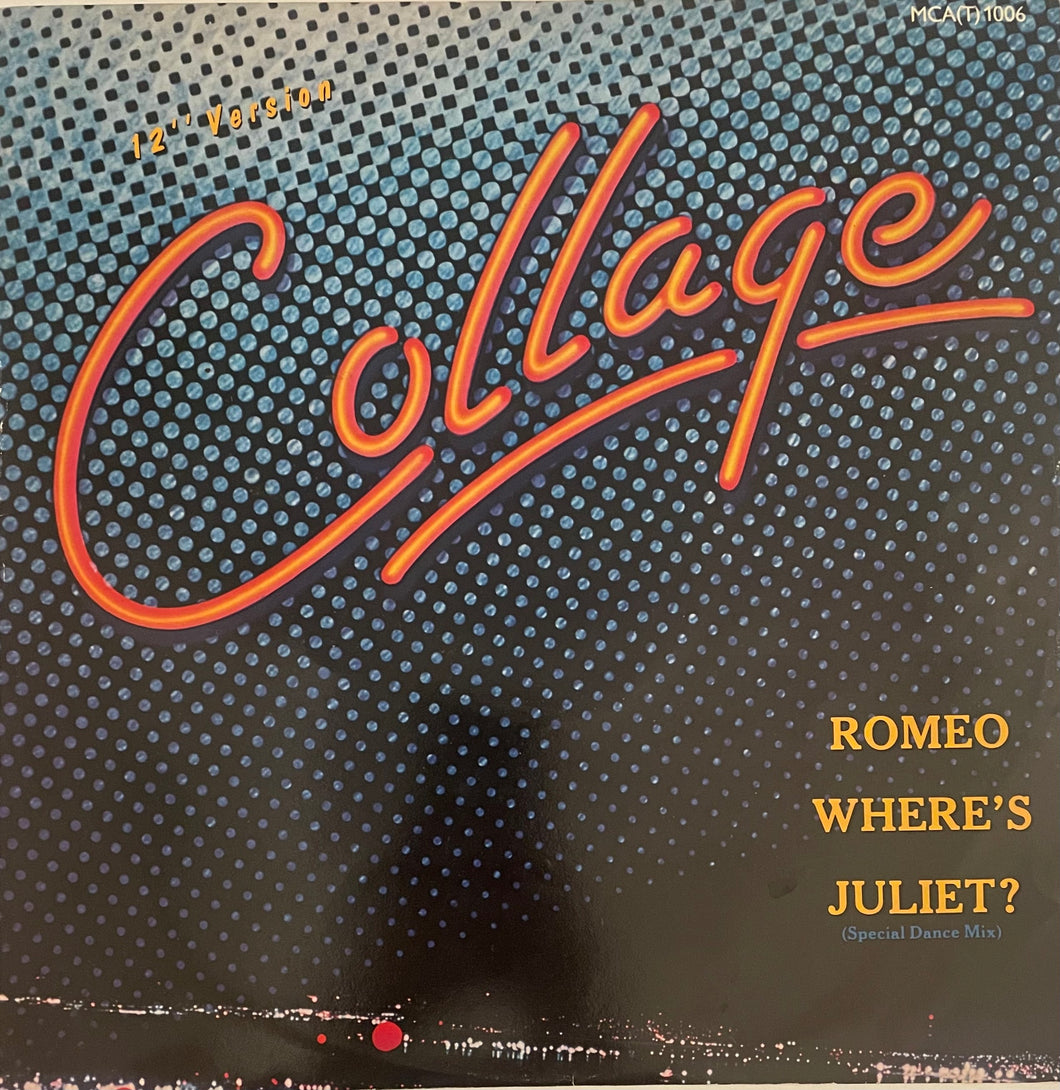 MCA(T) 1006
12'' Version
Collage
ROMEO
WHERE'S
JULIET?
(Special Dance Mix)